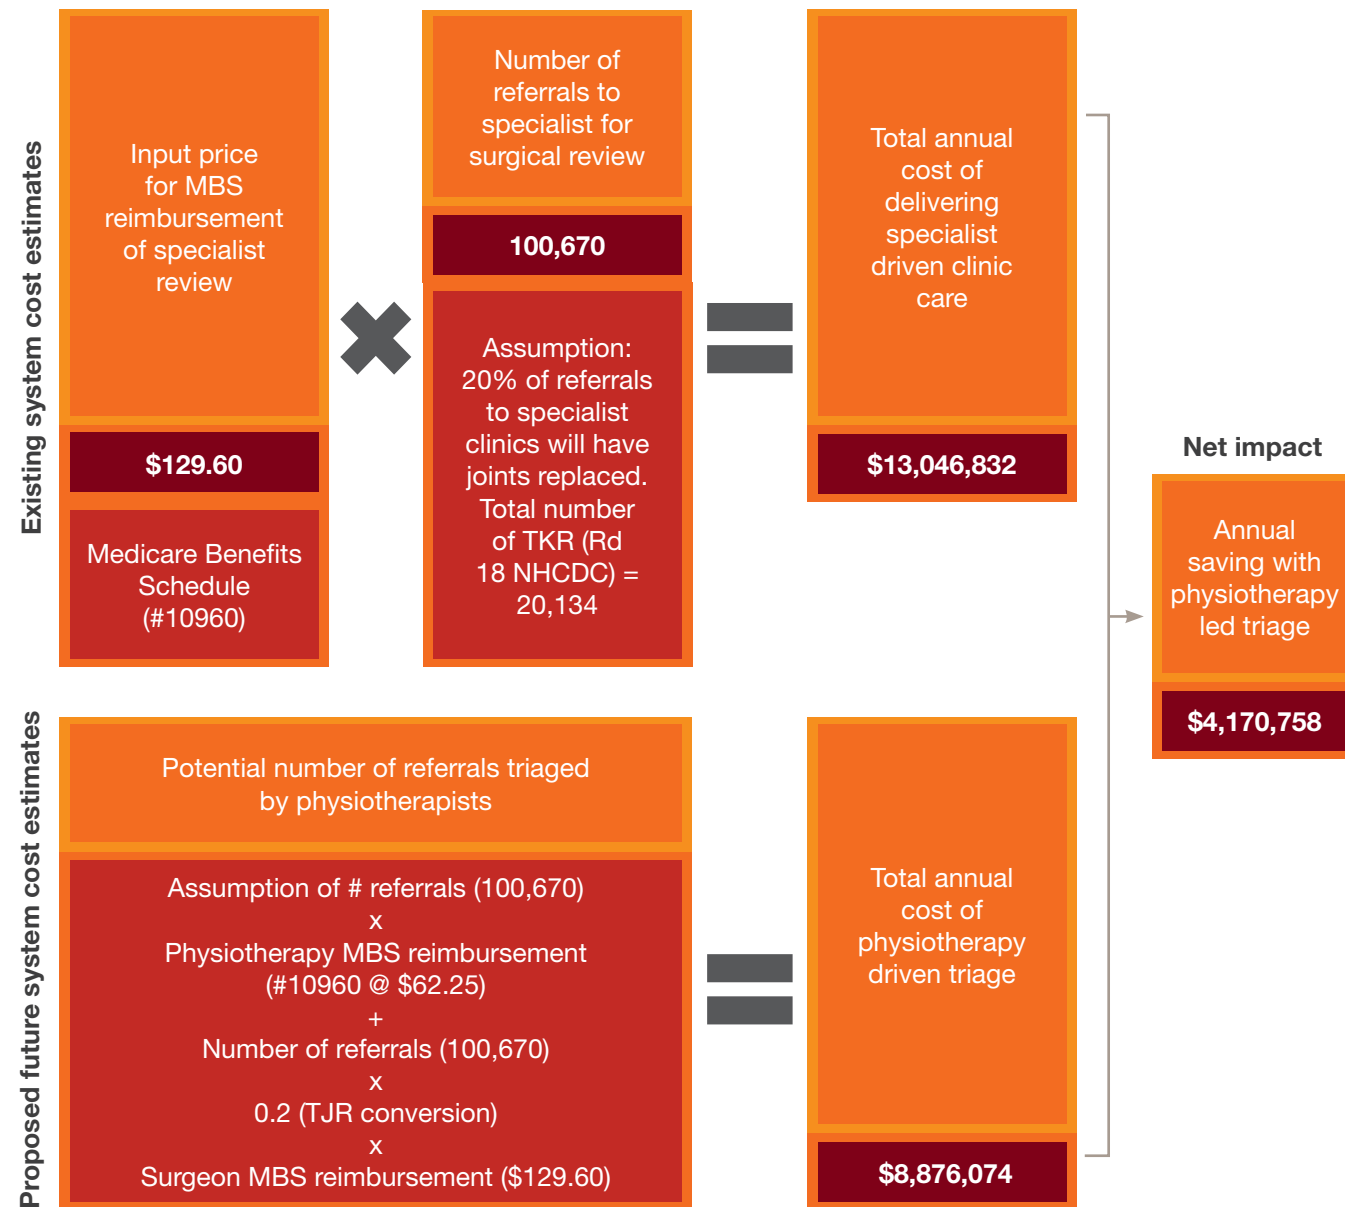 Existing system cost estimates
Input price
for MBS
reimbursement
of specialist
review
$129.60
Medicare Benefits
Schedule
(#10960)
Number of
referrals to
specialist for
surgical review
100,670
Assumption:
20% of referrals
to specialist
clinics will have
joints replaced.
Total number
of TKR (Rd
18 NHCDC) =
20,134
Total annual
cost of
delivering
specialist
driven clinic
care
$13,046,832
Net impact
Annual
saving with
physiotherapy
led triage
$4,170,758
Proposed future system cost estimates
Potential number of referrals triaged
by physiotherapists
Assumption of # referrals (100,670)
x
Physiotherapy MBS reimbursement
(#10960 @ $62.25)
+
Number of referrals (100,670)
x
0.2 (TJR conversion)
x
Surgeon MBS reimbursement ($129.60)
Total annual
cost of
physiotherapy
driven triage
$8,876,074